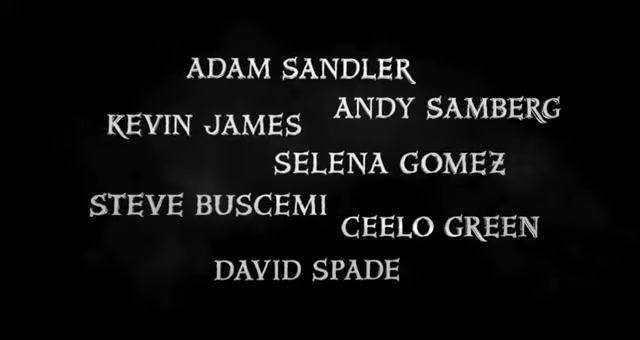 ADAM SANDLER
ANDY SAMBERG
KEVIN JAMES
SELENA GOMEZ
STEVE BUSCEMI
CEELO GREEN
DAVID SPADE